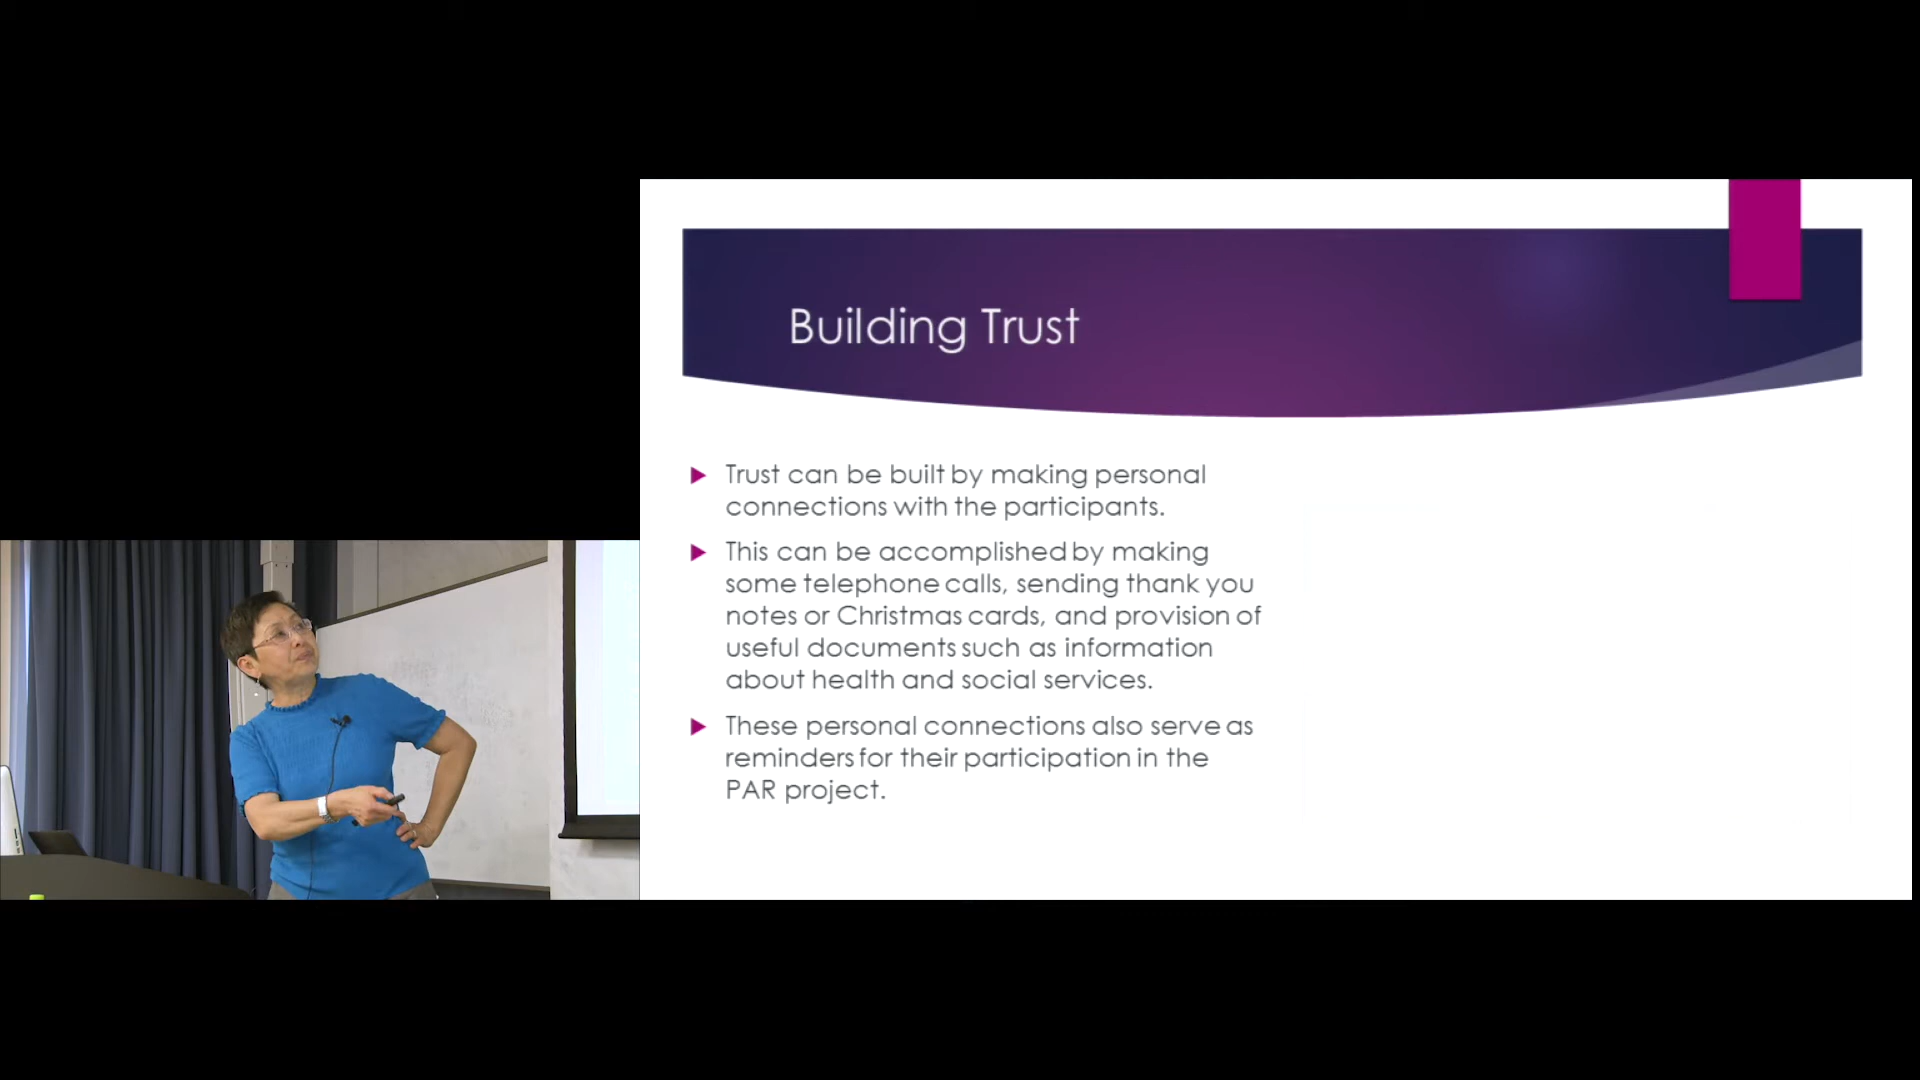 Building Trust
Trust can be built by making personal
connections with the participants.
This can be accomplished by making
some telephone calls, sending thank you
notes or Christmas cards, and provision of
useful documents such as information
about health and social services.
These personal connections also serve as
reminders for their participation in the
PAR project.